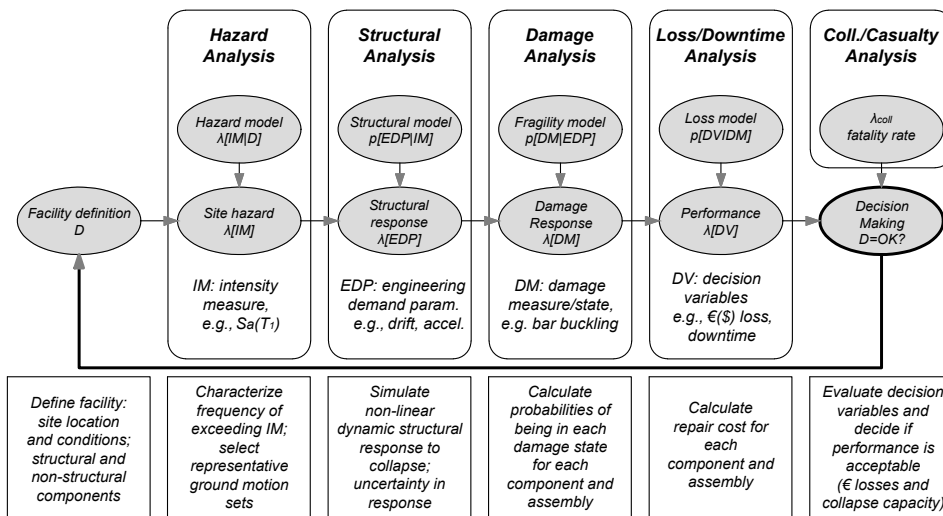 Hazard
Analysis
Structural
Analysis
Damage
Analysis
Loss/Downtime
Analysis
Coll./Casualty
Analysis
Hazard model
λ[IM|D]
Structural model
p[EDP|IM]
Fragility model
p[DM|EDP]
Loss model
p[DVIDM]
λcoll
fatality rate
Facility definition
D
Site hazard
λ[IM]
Structural
response
λ[EDP]
Damage
Response
λ[DM]
Performance
λ[DV]
Decision
Making
D=OK?
IM: intensity
measure,
e.g., Sa(T1)
EDP: engineering
demand param.
e.g., drift, accel.
DM: damage
measure/state,
e.g. bar buckling
DV: decision
variables
e.g., €($) loss,
downtime
Define facility:
site location
and conditions;
structural and
non-structural
components
Characterize
frequency of
exceeding IM;
select
representative
ground motion
sets
Simulate
non-linear
dynamic structural
response to
collapse;
uncertainty in
response
Calculate
probabilities of
being in each
damage state
for each
component and
assembly
Calculate
repair cost for
each
component and
assembly
Evaluate decision
variables and
decide if
performance is
acceptable
(€ losses and
collapse capacity)